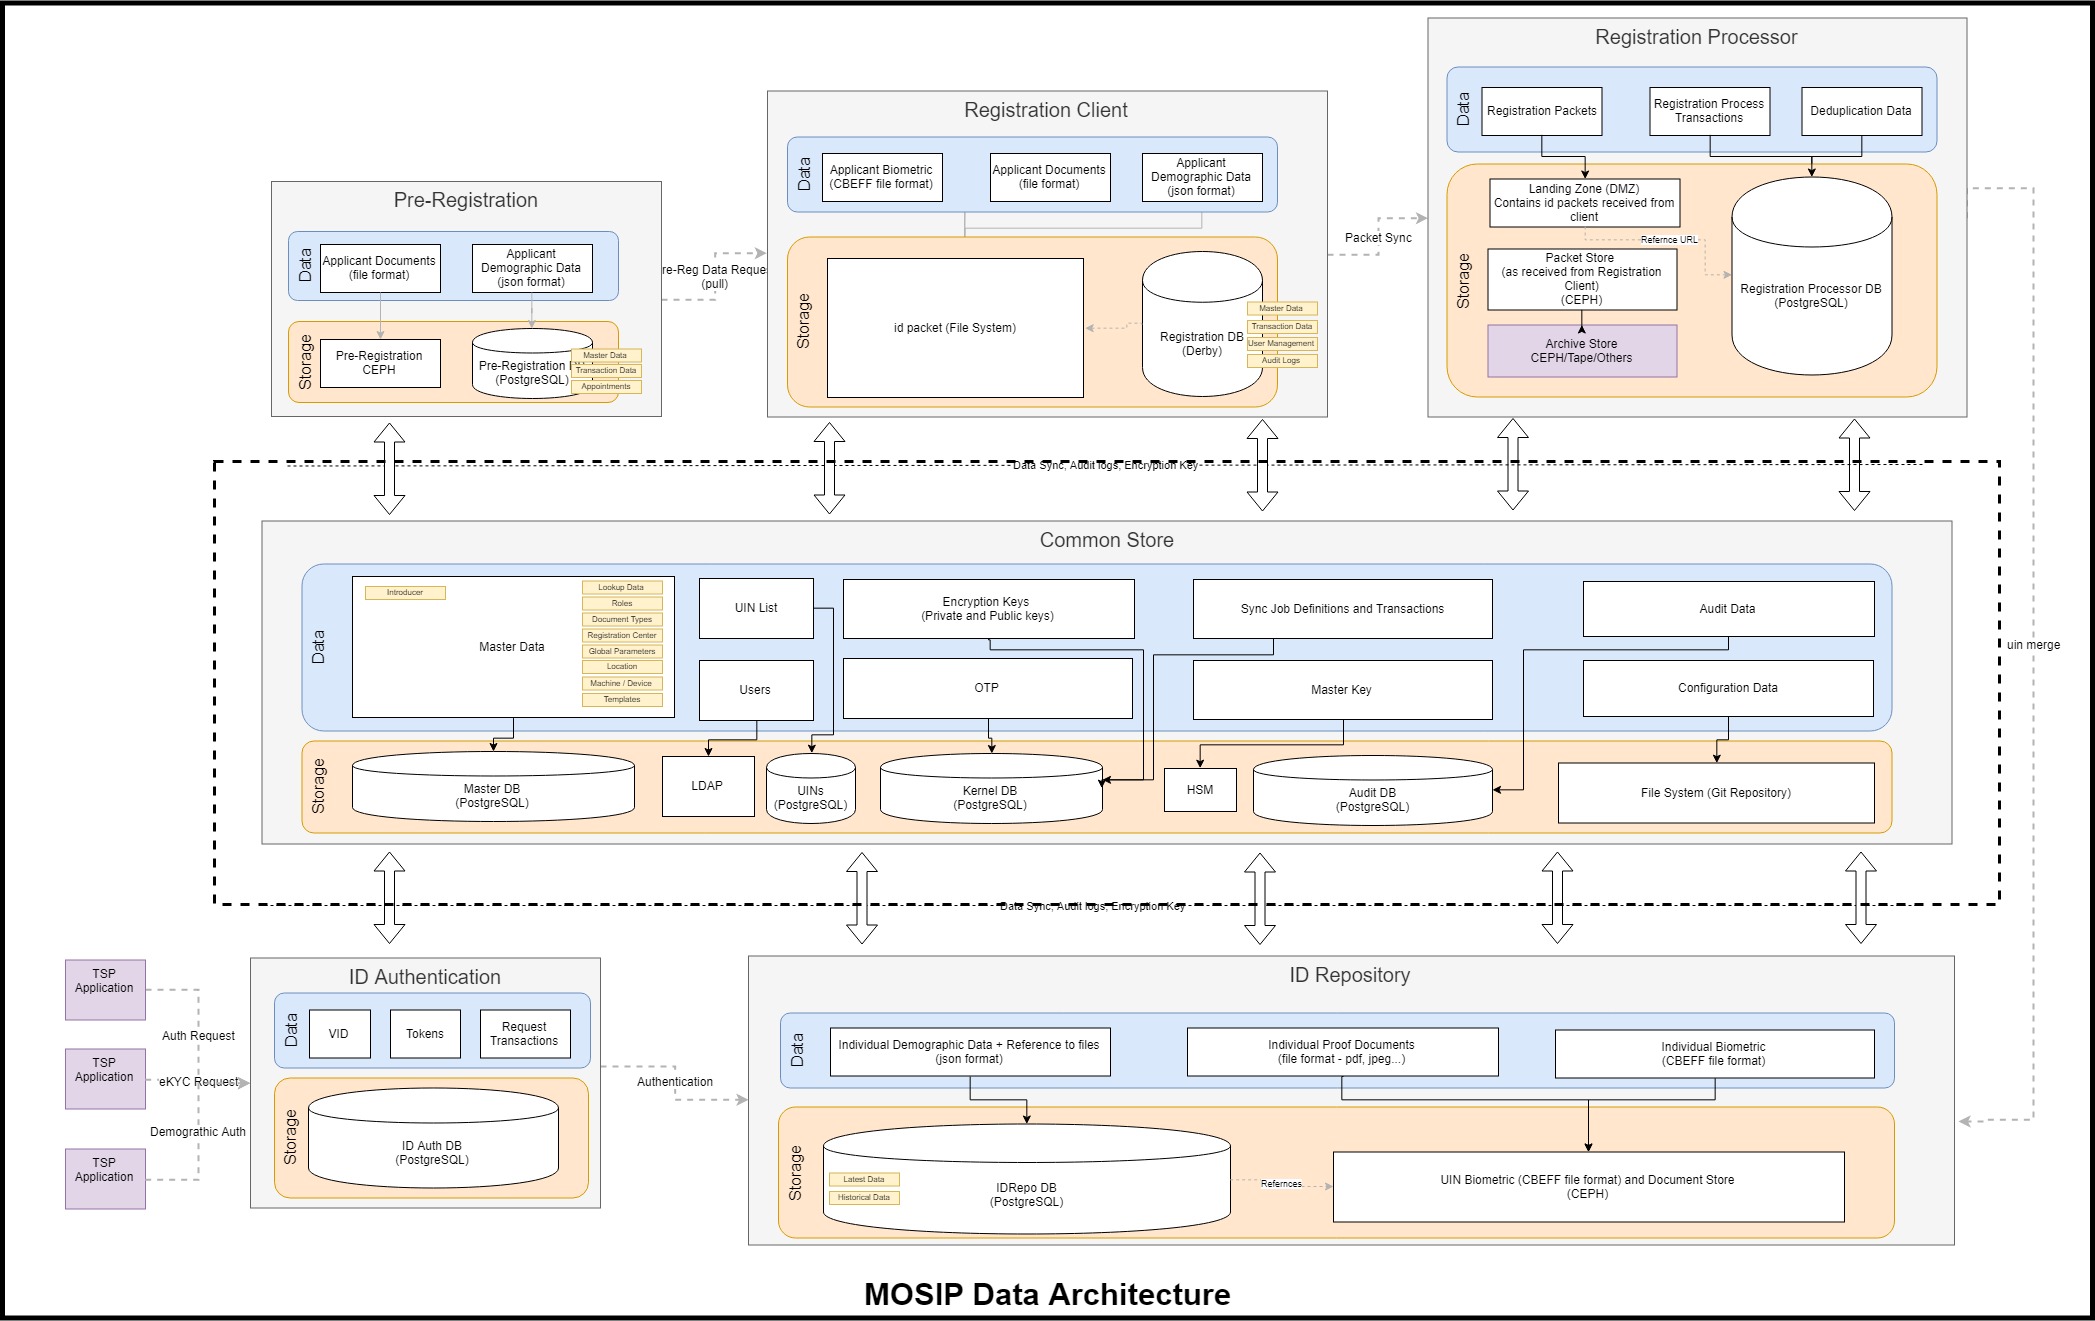 Registration Processor
Data
Registration Packets
Registration Process
Transactions
Deduplication Data
Storage
Landing Zone (DMZ)
Contains id packets received from
client
Refernce URL
Packet Store
(as received from Registration
Client)
(CEPH)
Archive Store
CEPH/Tape/Others
Registration Processor DB
(PostgreSQL)
Registration Client
Data
Applicant Biometric
(CBEFF file format)
Applicant Documents
(file format)
Applicant
Demographic Data
(json format)
Storage
id packet (File System)
Registration DB
(Derby)
Master Data
Transaction Data
User Management
Audit Logs
Packet Sync
Pre-Registration
Data
Applicant Documents
(file format)
Applicant
Demographic Data
(json format)
Storage
Pre-Registration
CEPH
Pre-Registration
(PostgreSQL)
Master Data
Transaction Data
Appointments
re-Reg Data Reques
(pull)
Data Sync, Audit logs, Encryption Key
Common Store
Data
Introducer
Master Data
Lookup Data
Roles
Document Types
Registration Center
Global Parameters
Location
Machine / Device
Templates
UIN List
Users
Encryption Keys
(Private and Public keys)
OTP
Sync Job Definitions and Transactions
Master Key
Audit Data
Configuration Data
uin merge
Storage
Master DB
(PostgreSQL)
LDAP
UINs
(PostgreSQL)
Kernel DB
(PostgreSQL)
HSM
Audit DB
(PostgreSQL)
File System (Git Repository)
Data Sync, Audit logs, Encryption Key
TSP
Application
TSP
Application
TSP
Application
Auth Request
eKYC Request
Demograthic Auth
ID Authentication
Data
VID
Tokens
Request
Transactions
Storage
ID Auth DB
(PostgreSQL)
Authentication
ID Repository
Data
Individual Demographic Data + Reference to files
(json format)
Individual Proof Documents
(file format - pdf, jpeg...)
Individual Biometric
(CBEFF file format)
Storage
Latest Data
Historical Data
IDRepo DB
(PostgreSQL)
Refernces
UIN Biometric (CBEFF file format) and Document Store
(CEPH)
MOSIP Data Architecture